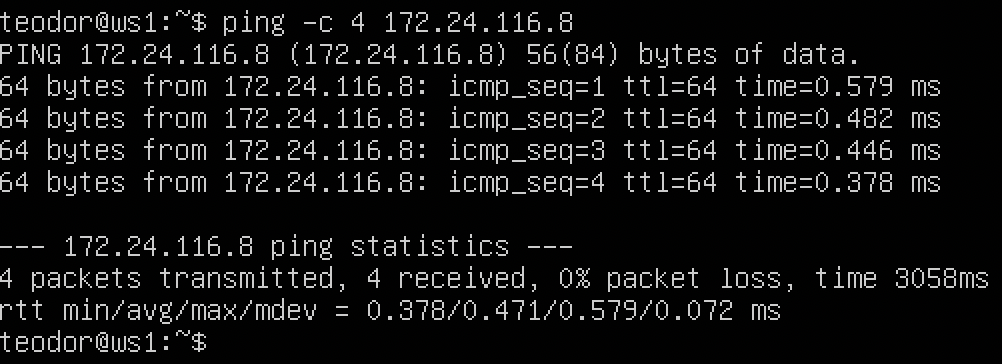 teodor@ws1:~$ ping -c 4 172.24.116.8
PING 172.24.116.8 (172.24.116.8) 56(84) bytes of data.
64 bytes from 172.24.116.8: icmp_seq=1 ttl=64 time=0.579 ms
64 bytes from 172.24.116.8: icmp_seq=2 ttl=64 time=0.482 ms
64 bytes from 172.24.116.8: icmp_seq=3 ttl=64 time=0.446 ms
64 bytes from 172.24.116.8: icmp_seq=4 ttl=64 time=0.378 ms
--- 172.24.116.8 ping statistics ---
4 packets transmitted, 4 received, 0% packet loss, time 3058ms
rtt min/avg/max/mdev = 0.378/0.471/0.579/0.072 ms
teodor@ws1:~$